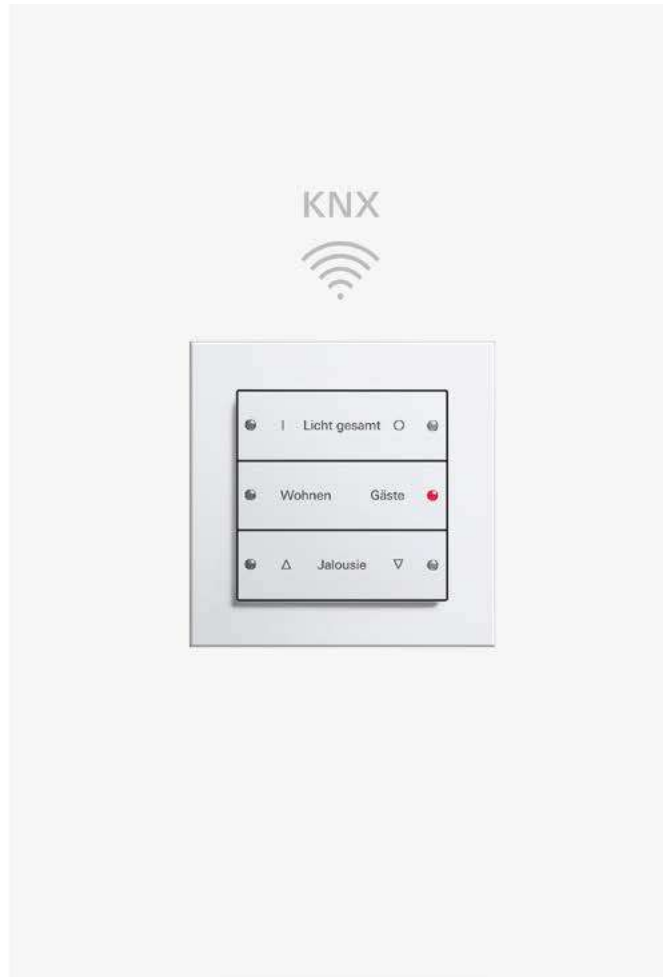 KNX
I Licht gesamt O
Wohnen Gäste
Δ Jalousie ∇